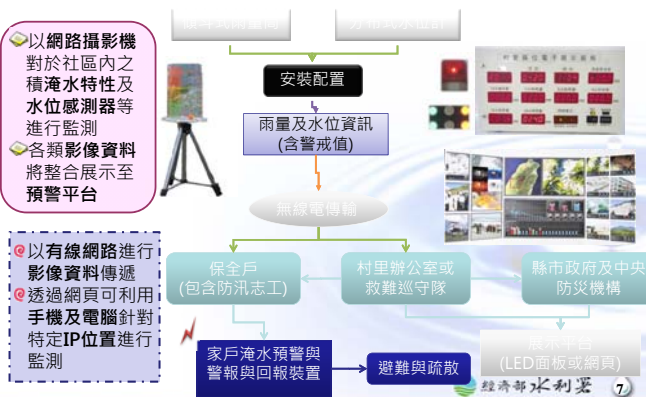 以網路攝影機
對於社區內之
積淹水特性及
水位感測器等
進行監測
各類影像資料
將整合展示至
預警平台
以有線網路進行
影像資料傳遞
透過網頁可利用
手機及電腦針對
特定IP位置進行
監測
安裝配置
雨量及水位資訊
(含警戒值)
無線電傳輸
保全戶
(包含防汛志工)
村里辦公室或
救難巡守隊
縣市政府及中央
防災機構
家戶淹水預警與
警報與回報裝置
避難與疏散
展示平台
(LED面板或網頁)
經濟部水利署
7